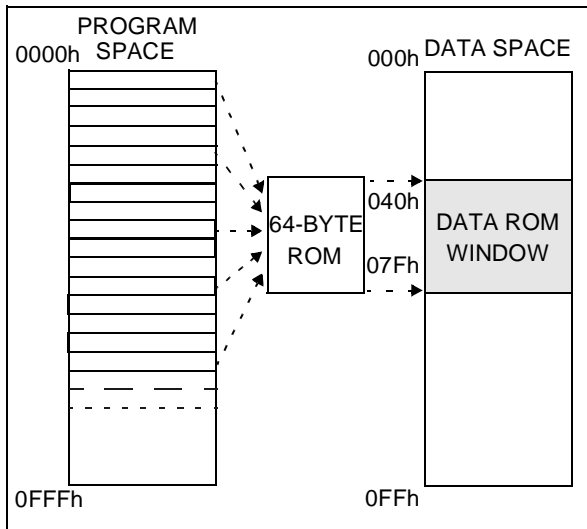 PROGRAM
SPACE
0000h
0FFFh
64-BYTE
ROM
040h
07Fh
DATA SPACE
000h
DATA ROM
WINDOW
0FFh